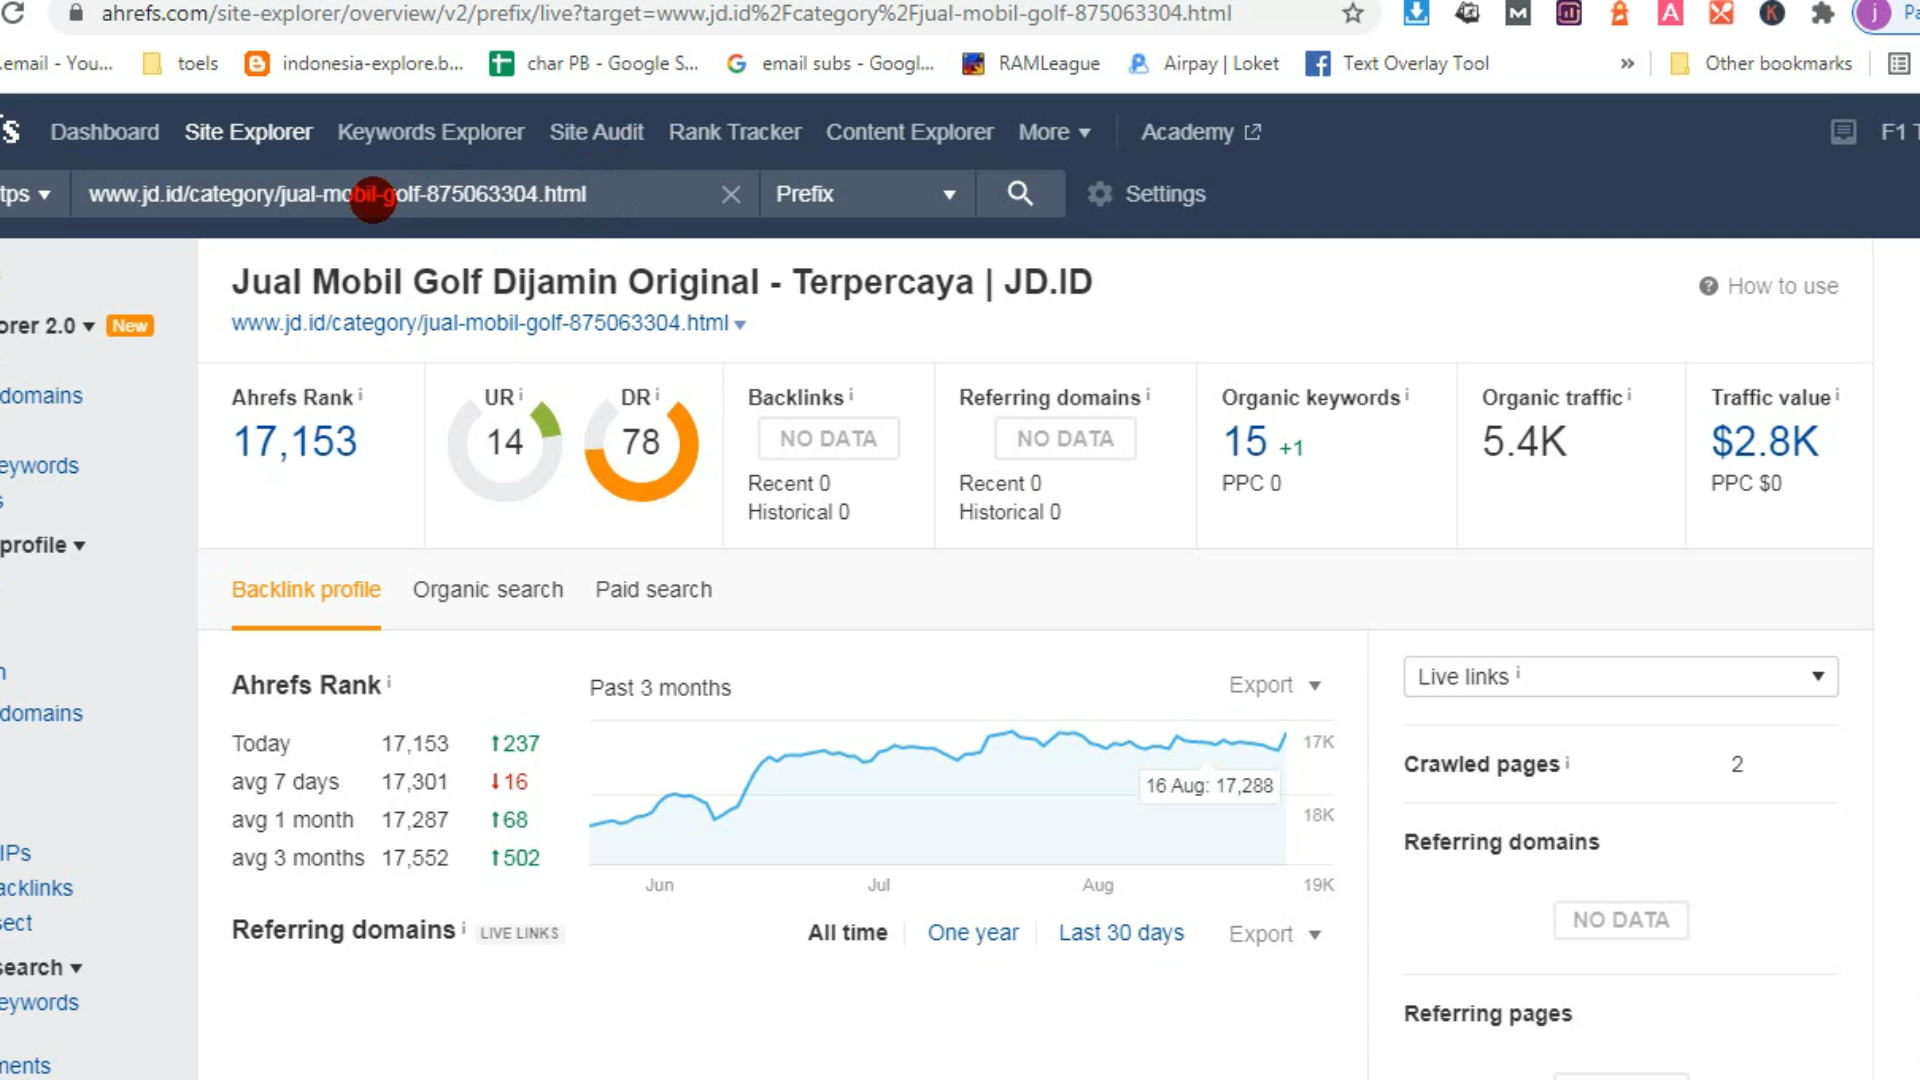 ahrefs.com/site-explorer/overview/v2/prefix/live?target=www.jd.id%2Fcategory%2Fjual-mobil-golf-875063304.html
.email - You... toels indonesia-explore.b... char PB - Google S... email subs - Googl... RAMLeague Airpay | Loket Text Overlay Tool » Other bookmarks
s Dashboard Site Explorer Keywords Explorer Site Audit Rank Tracker Content Explorer More Academy F1 T
tps www.jd.id/category/jual-mobil-golf-875063304.html Prefix Settings
Jual Mobil Golf Dijamin Original - Terpercaya | JD.ID
How to use
www.jd.id/category/jual-mobil-golf-875063304.html
orer 2.0 New
domains
eywords
s
profile
n
domains
IPs
acklinks
sect
search
eywords
ments
Ahrefs Rank
17,153
UR
14
DR
78
Backlinks
NO DATA
Recent 0
Historical 0
Referring domains
NO DATA
Recent 0
Historical 0
Organic keywords
15 +1
PPC 0
Organic traffic
5.4K
Traffic value
$2.8K
PPC $0
Backlink profile Organic search Paid search
Ahrefs Rank
Past 3 months
Export
Today 17,153 ↑237
avg 7 days 17,301 ↓16
avg 1 month 17,287 ↑68
avg 3 months 17,552 ↑502
17K
16 Aug: 17,288
18K
Jun Jul Aug 19K
Referring domains LIVE LINKS
All time One year Last 30 days Export
Live links
Crawled pages 2
Referring domains
NO DATA
Referring pages